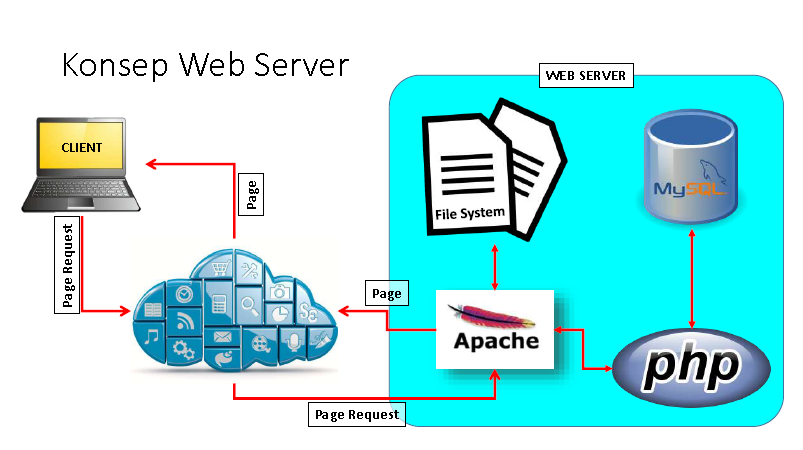 Konsep Web Server
WEB SERVER
CLIENT
File System
MySQL
Page
Page Request
Page
Apache
php
Page Request